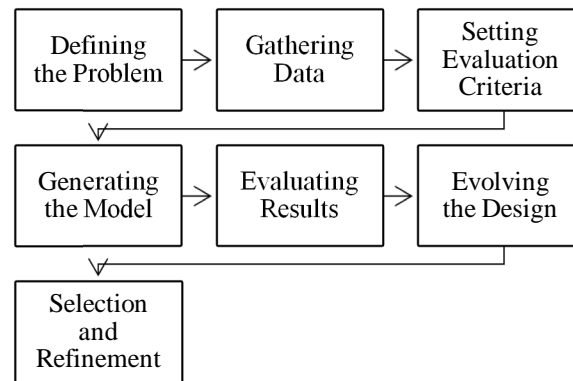 Defining
the Problem
Gathering
Data
Setting
Evaluation
Criteria
Generating
the Model
Evaluating
Results
Evolving
the Design
Selection
and
Refinement